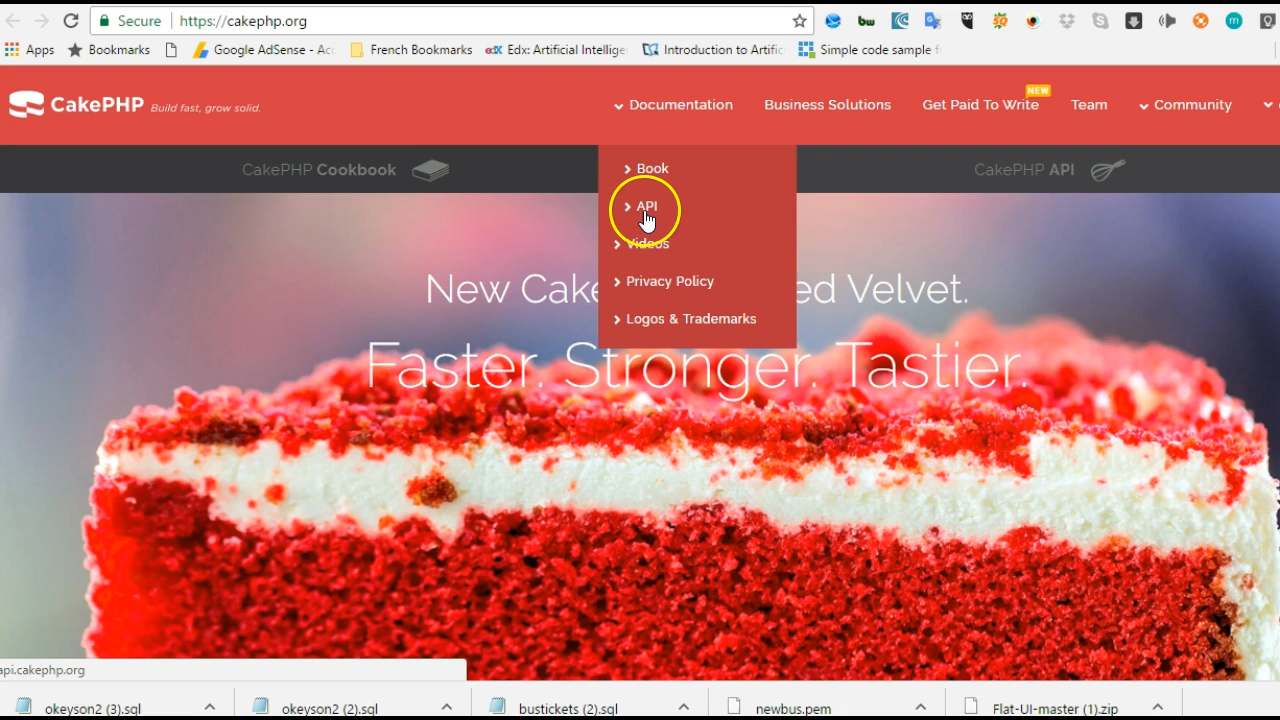 Secure https://cakephp.org
bw
Apps Bookmarks Google AdSense - Acc French Bookmarks edX Edx: Artificial Intellige Introduction to Artific Simple code sample f
CakePHP Build fast, grow solid.
Documentation Business Solutions Get Paid To Write NEW Team Community
CakePHP Cookbook
CakePHP API
Book
API
Videos
Privacy Policy
Logos & Trademarks
New Cake ed Velvet.
Faster. Stronger. Tastier.
api.cakephp.org
okeyson2 (3).sql okeyson2 (2).sql bustickets (2).sql newbus.pem Flat-UI-master (1).zip